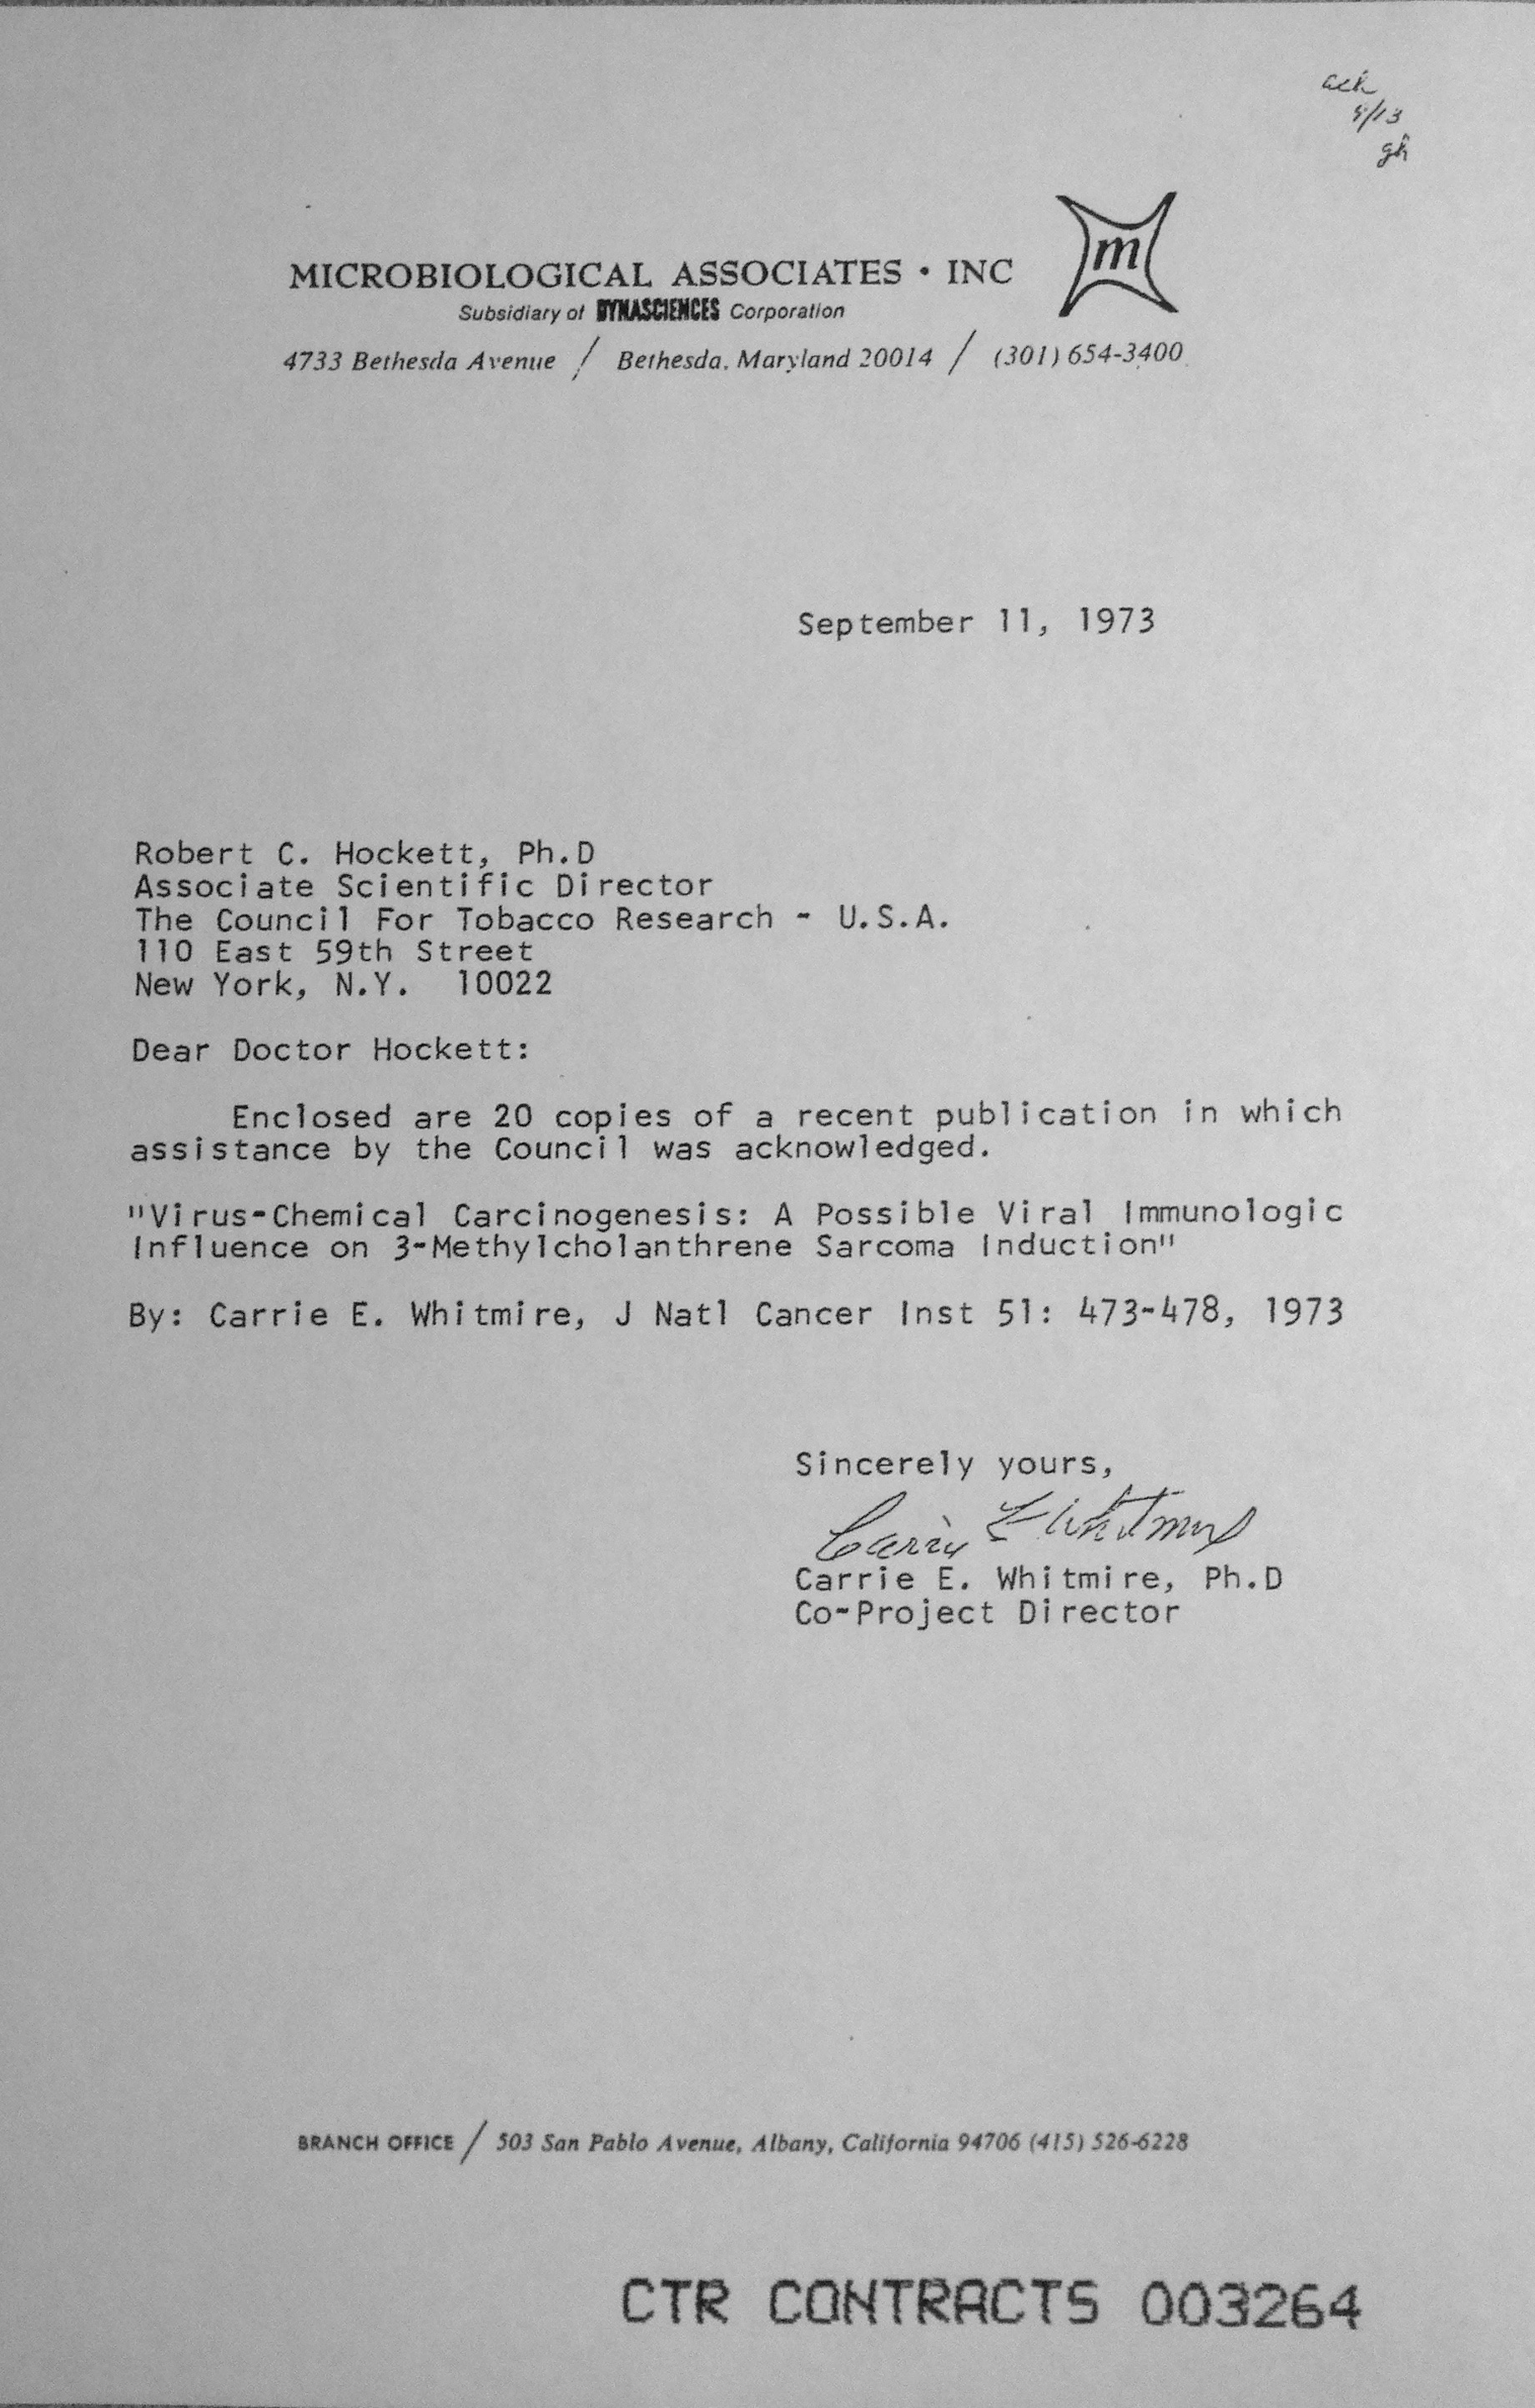 ack
9/13
gh
MICROBIOLOGICAL ASSOCIATES • INC
m
Subsidiary of DYNASCIENCES Corporation
4733 Bethesda Avenue / Bethesda, Maryland 20014 / (301) 654-3400
September 11, 1973
Robert C. Hockett, Ph.D
Associate Scientific Director
The Council For Tobacco Research - U.S.A.
110 East 59th Street
New York, N.Y. 10022
Dear Doctor Hockett:
Enclosed are 20 copies of a recent publication in which
assistance by the Council was acknowledged.
"Virus-Chemical Carcinogenesis: A Possible Viral Immunologic
Influence on 3-Methylcholanthrene Sarcoma Induction"
By: Carrie E. Whitmire, J Natl Cancer Inst 51: 473-478, 1973
Sincerely yours,
Carrie E Whitmire
Carrie E. Whitmire, Ph.D
Co-Project Director
BRANCH OFFICE / 503 San Pablo Avenue, Albany, California 94706 (415) 526-6228
CTR CONTRACTS 003264